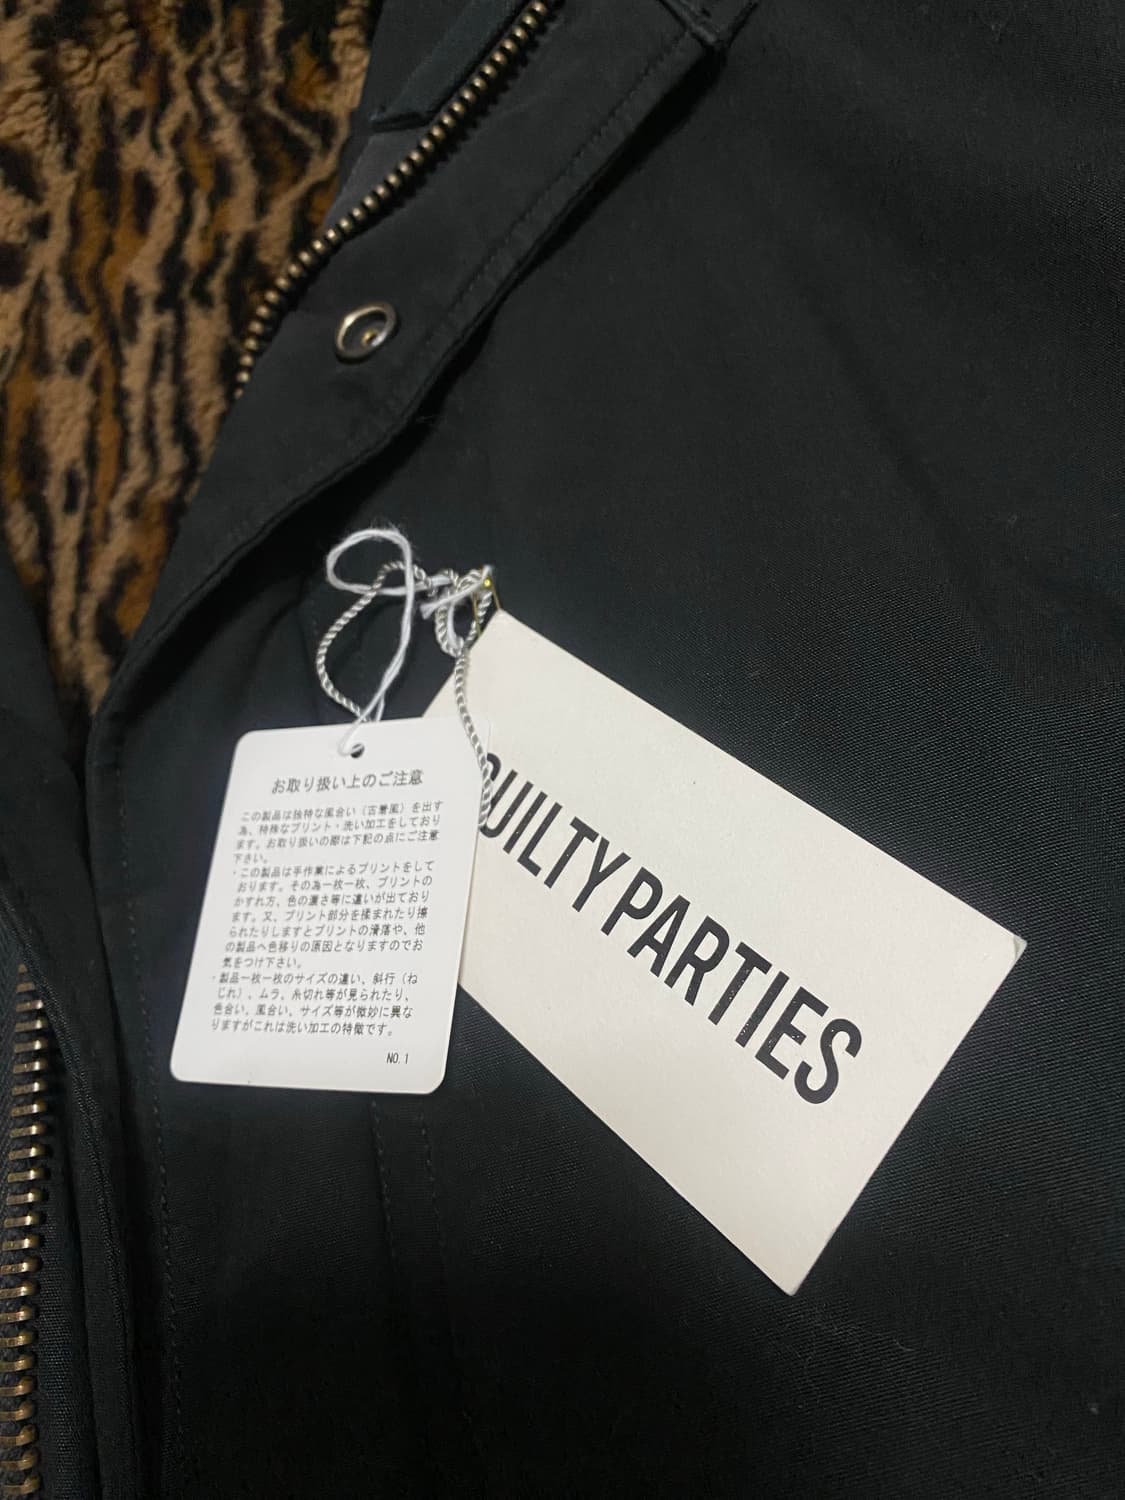 お取り扱い上のご注意
この製品は独特な風合い（古着風）を出す
為、特殊なプリント・洗い加工をしており
ます。お取り扱いの際は下記の点にご注意
下さい。
・この製品は手作業によるプリントをして
おります。その為一枚一枚、プリントの
かすれ方、色の濃さ等に違いが出ており
ます。又、プリント部分を揉まれたり擦
られたりしますとプリントの滑落や、他
の製品へ色移りの原因となりますのでお
気をつけ下さい。
・製品一枚一枚のサイズの違い、斜行（ね
じれ）、ムラ、糸切れ等が見られたり、
色合い、風合い、サイズ等が微妙に異な
りますがこれは洗い加工の特徴です。
NO.1
GUILTY PARTIES